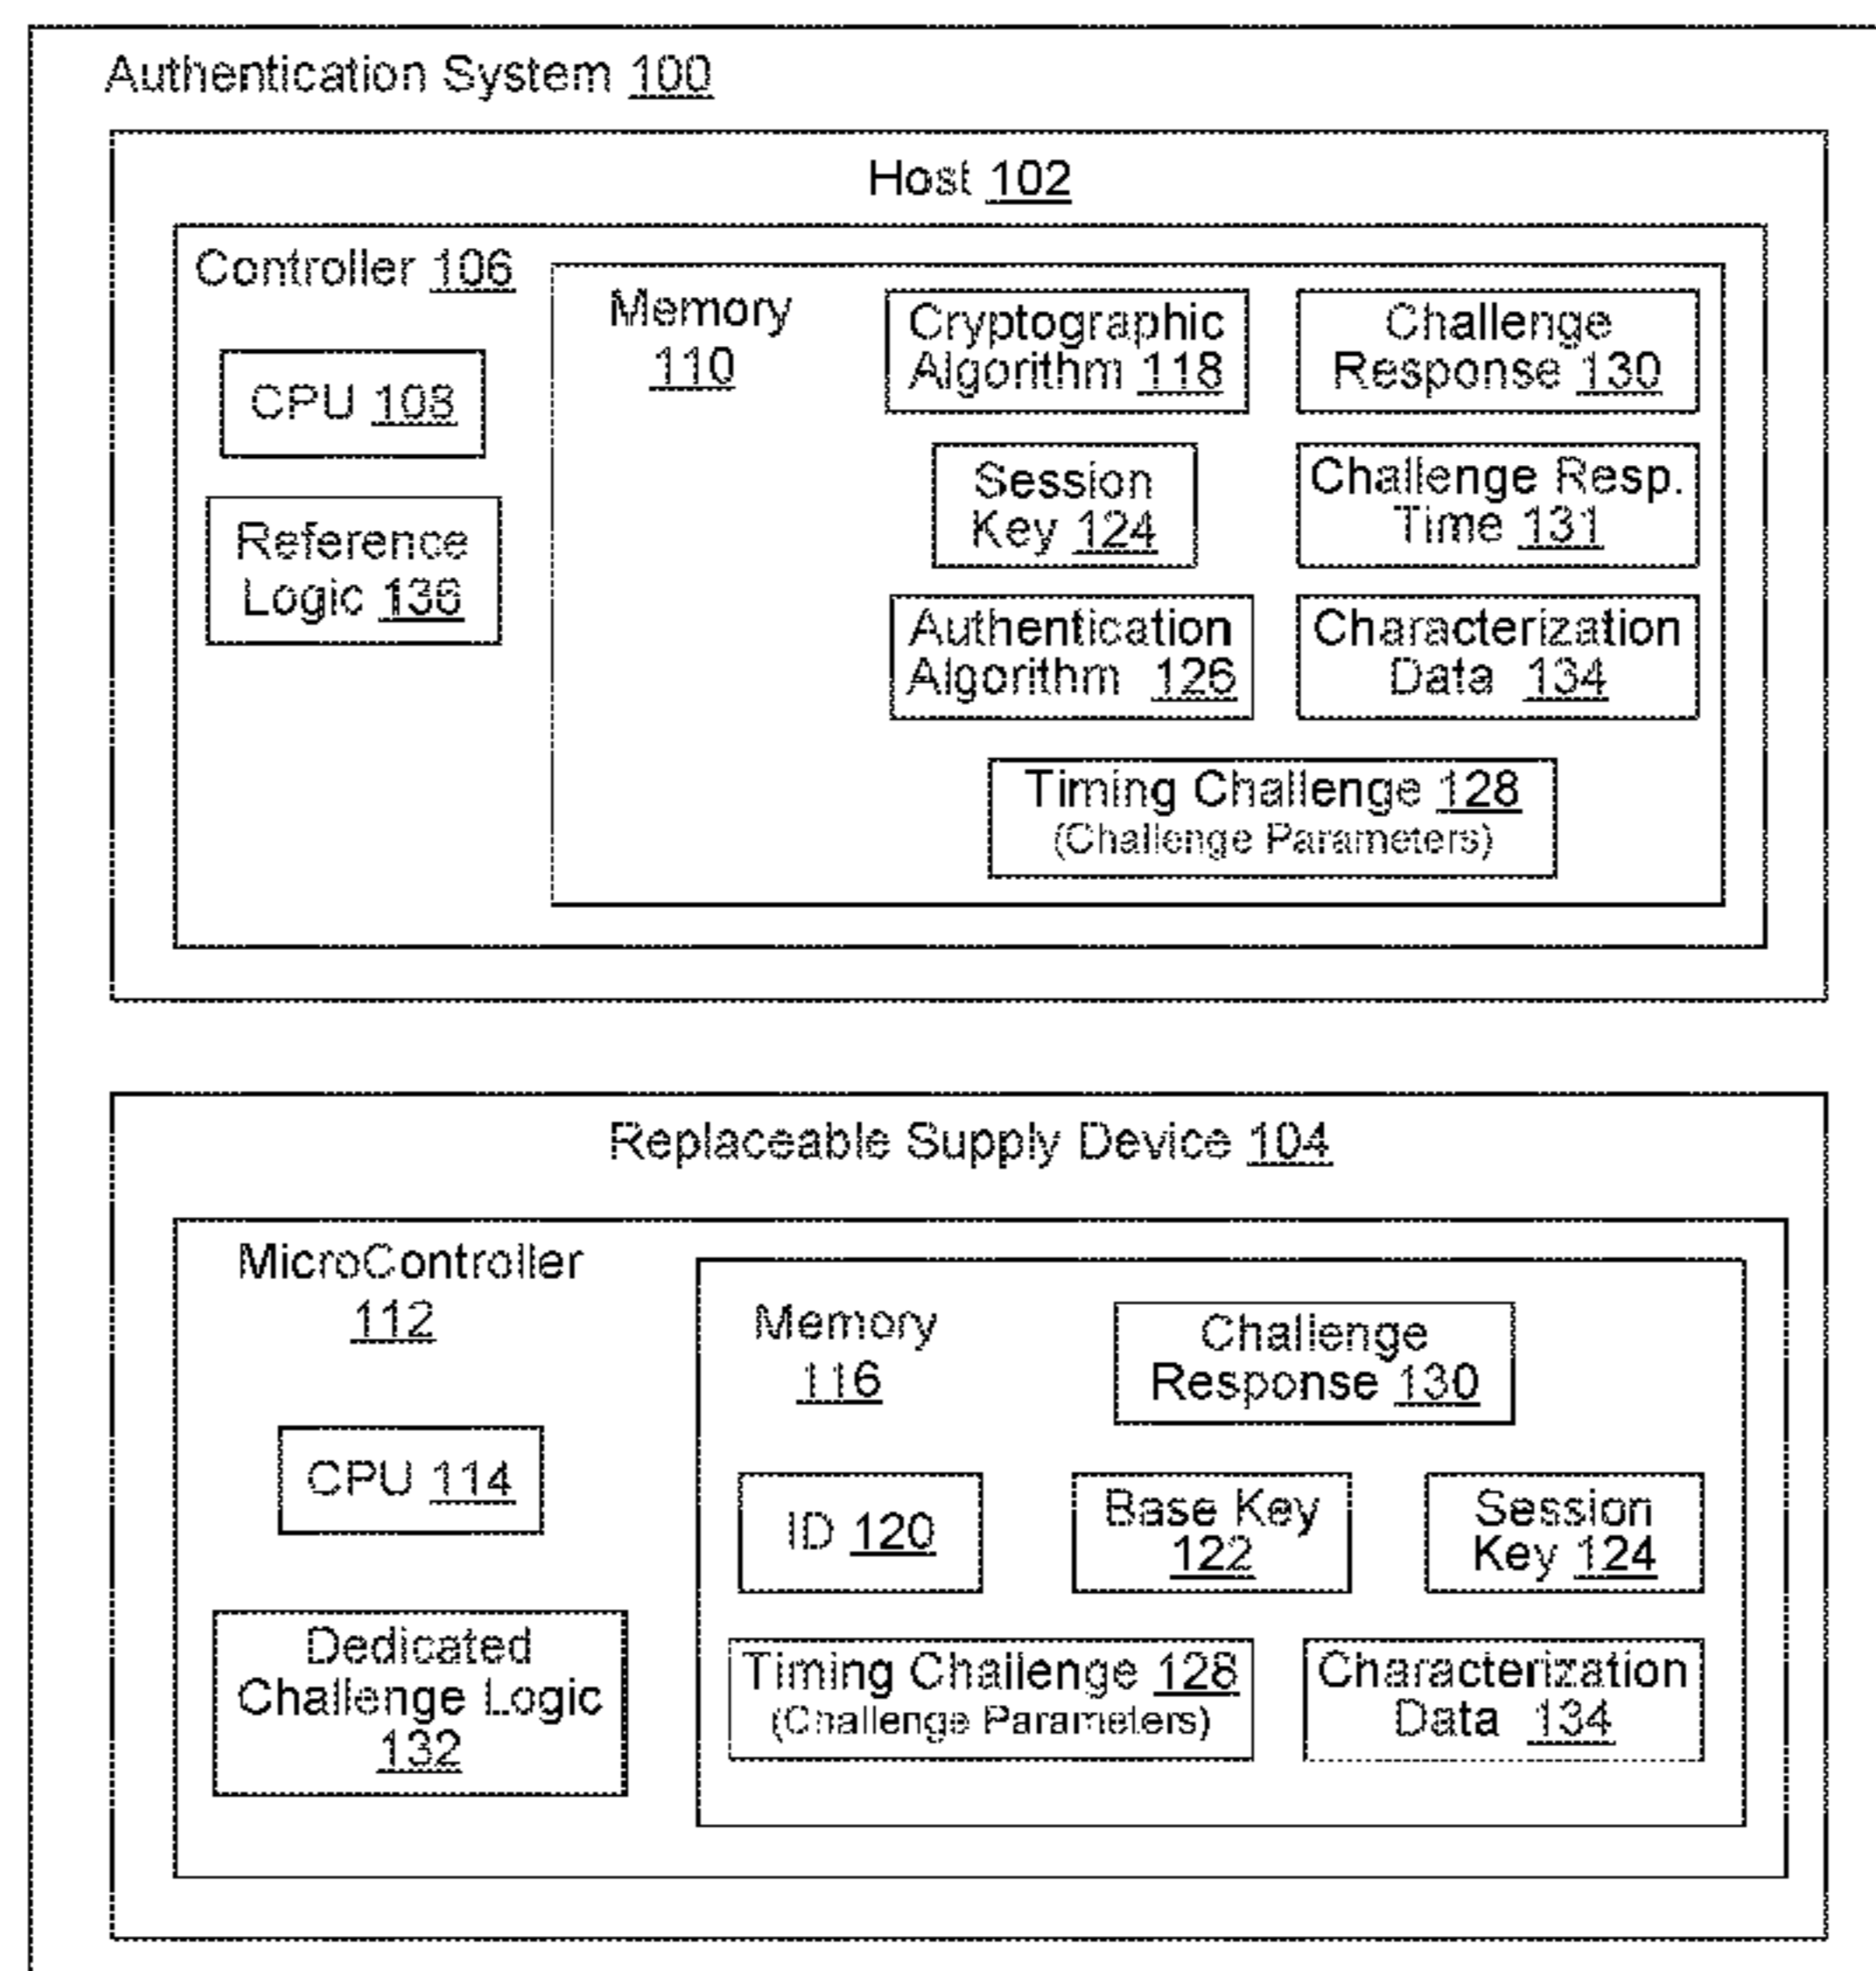 Authentication System 100
Host 102
Controller 106
CPU 108
Reference
Logic 136
Memory
110
Cryptographic
Algorithm 118
Challenge
Response 130
Session
Key 124
Challenge Resp.
Time 131
Authentication
Algorithm 126
Characterization
Data 134
Timing Challenge 128
(Challenge Parameters)
Replaceable Supply Device 104
MicroController
112
CPU 114
Dedicated
Challenge Logic
132
Memory
116
Challenge
Response 130
ID 120
Base Key
122
Session
Key 124
Timing Challenge 128
(Challenge Parameters)
Characterization
Data 134